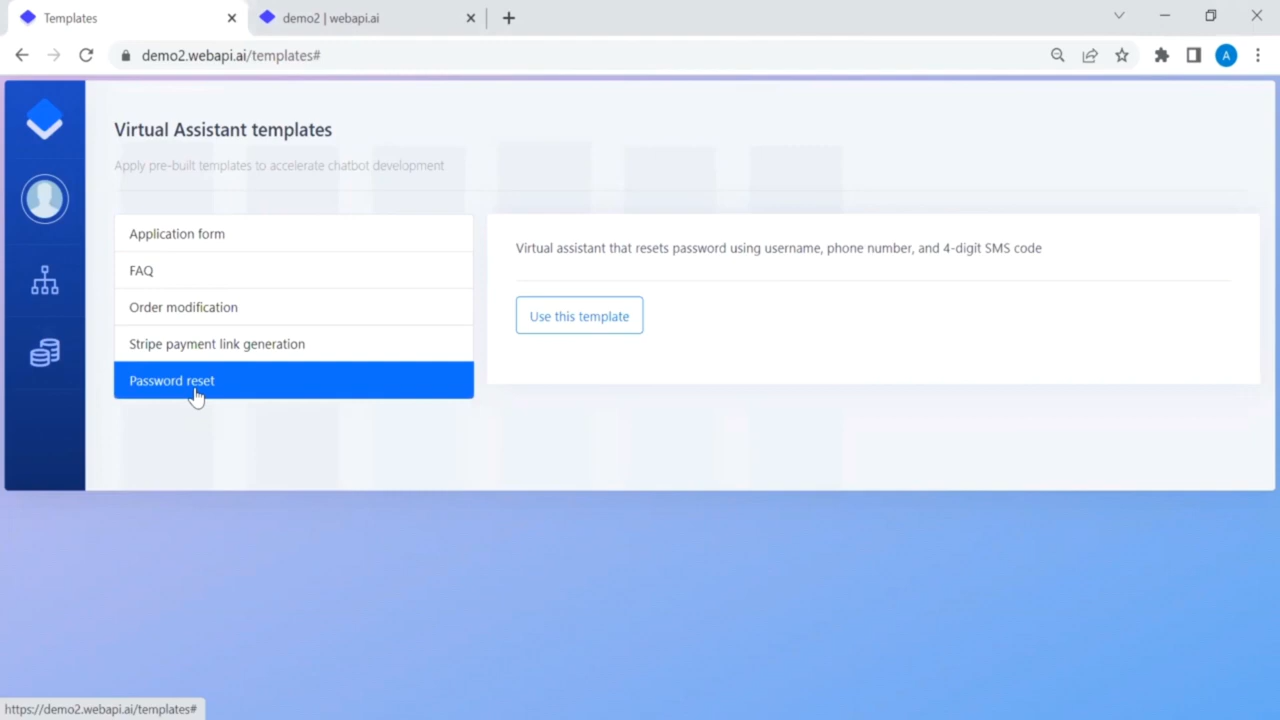 Templates
demo2 | webapi.ai
demo2.webapi.ai/templates#
A
Virtual Assistant templates
Apply pre-built templates to accelerate chatbot development
Application form
FAQ
Order modification
Stripe payment link generation
Password reset
Virtual assistant that resets password using username, phone number, and 4-digit SMS code
Use this template
https://demo2.webapi.ai/templates#